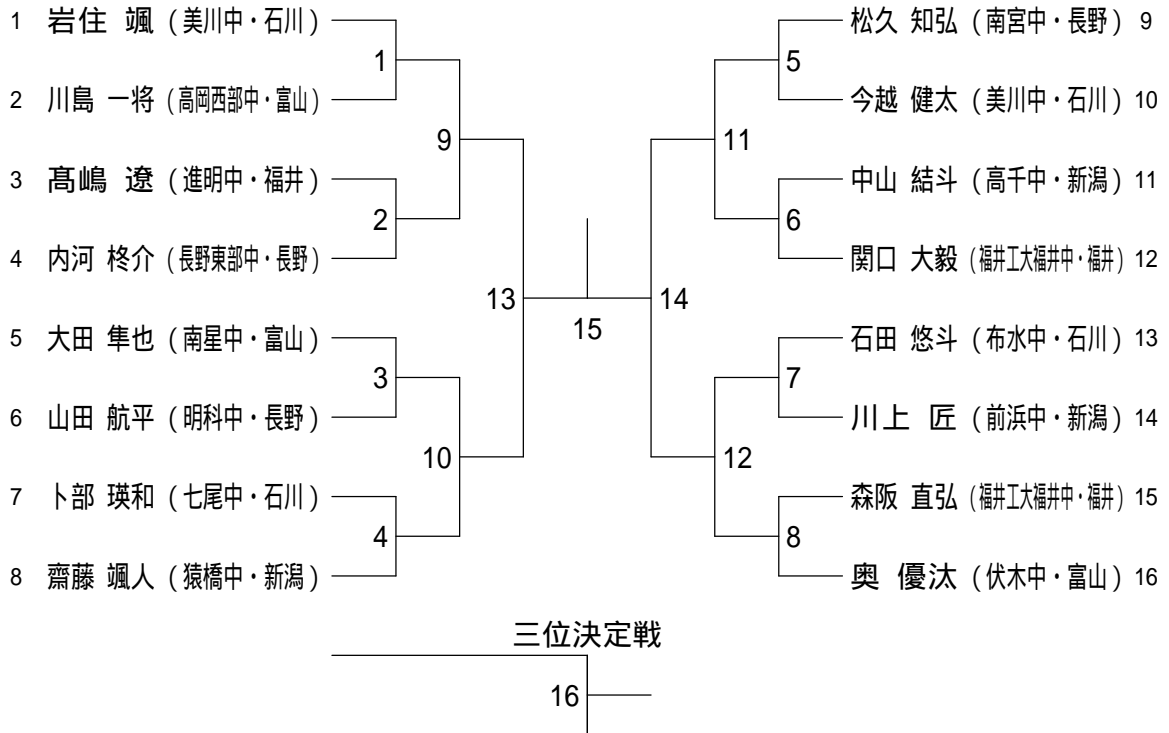 1 岩住 颯 (美川中・石川)
1
2 川島 一将 (高岡西部中・富山)
9
3 髙嶋 遼 (進明中・福井)
2
4 内河 柊介 (長野東部中・長野)
13
5 大田 隼也 (南星中・富山)
3
6 山田 航平 (明科中・長野)
10
7 卜部 瑛和 (七尾中・石川)
4
8 齋藤 颯人 (猿橋中・新潟)
15
松久 知弘 (南宮中・長野) 9
5
今越 健太 (美川中・石川) 10
11
中山 結斗 (高千中・新潟) 11
6
関口 大毅 (福井工大福井中・福井) 12
14
石田 悠斗 (布水中・石川) 13
7
川上 匠 (前浜中・新潟) 14
12
森阪 直弘 (福井工大福井中・福井) 15
8
奥 優汰 (伏木中・富山) 16
三位決定戦
16